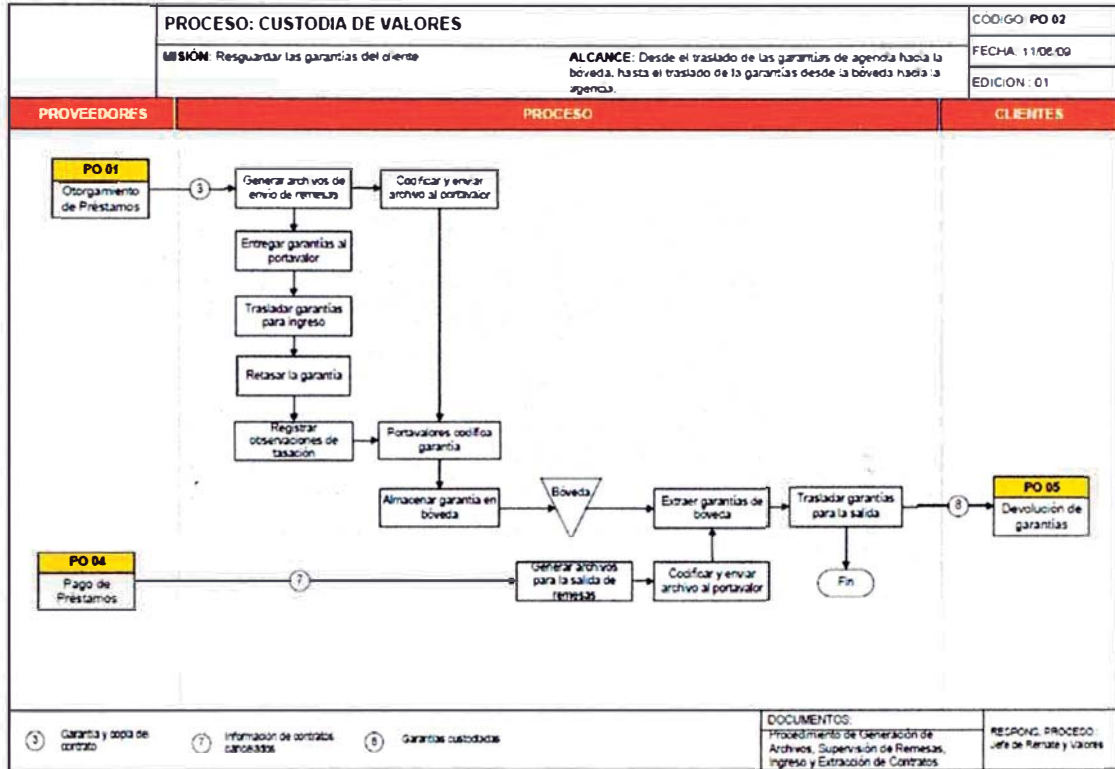 PROCESO: CUSTODIA DE VALORES
CODIGO: PO 02
MISIÓN: Resguardar las garantías del cliente
ALCANCE: Desde el traslado de las garantías de agencia hacia la
bóveda, hasta el traslado de la garantías desde la bóveda hacia la
agencia.
FECHA: 11/08/09
EDICION : 01
PROVEEDORES
PROCESO
CLIENTES
PO 01
Otorgamiento
de Préstamos
3
Generar archivos de
envio de remesas
Codificar y enviar
archivo al portavalor
Entregar garantías al
portavalor
Trasladar garantías
para ingreso
Retasar la garantía
Registrar
observaciones de
tasación
Portavalores codifica
garantía
Almacenar garantía en
bóveda
Bóveda
Extraer garantías de
bóveda
Trasladar garantías
para la salida
8
PO 05
Devolución de
garantías
PO 04
Pago de
Préstamos
7
Generar archivos
para la salida de
remesas
Codificar y enviar
archivo al portavalor
Fin
3 Garantía y copia del
contrato
7 Información de contratos
cancelados
8 Garantías custodiadas
DOCUMENTOS:
Procedimiento de Generación de
Archivos, Supervisión de Remesas,
Ingreso y Extracción de Contratos
RESPONS. PROCESO:
Jefe de Remate y Valores